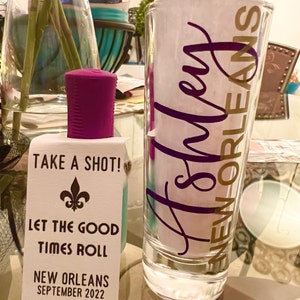 TAKE A SHOT!
LET THE GOOD
TIMES ROLL
NEW ORLEANS
SEPTEMBER 2022
Ashley
NEW ORLEANS